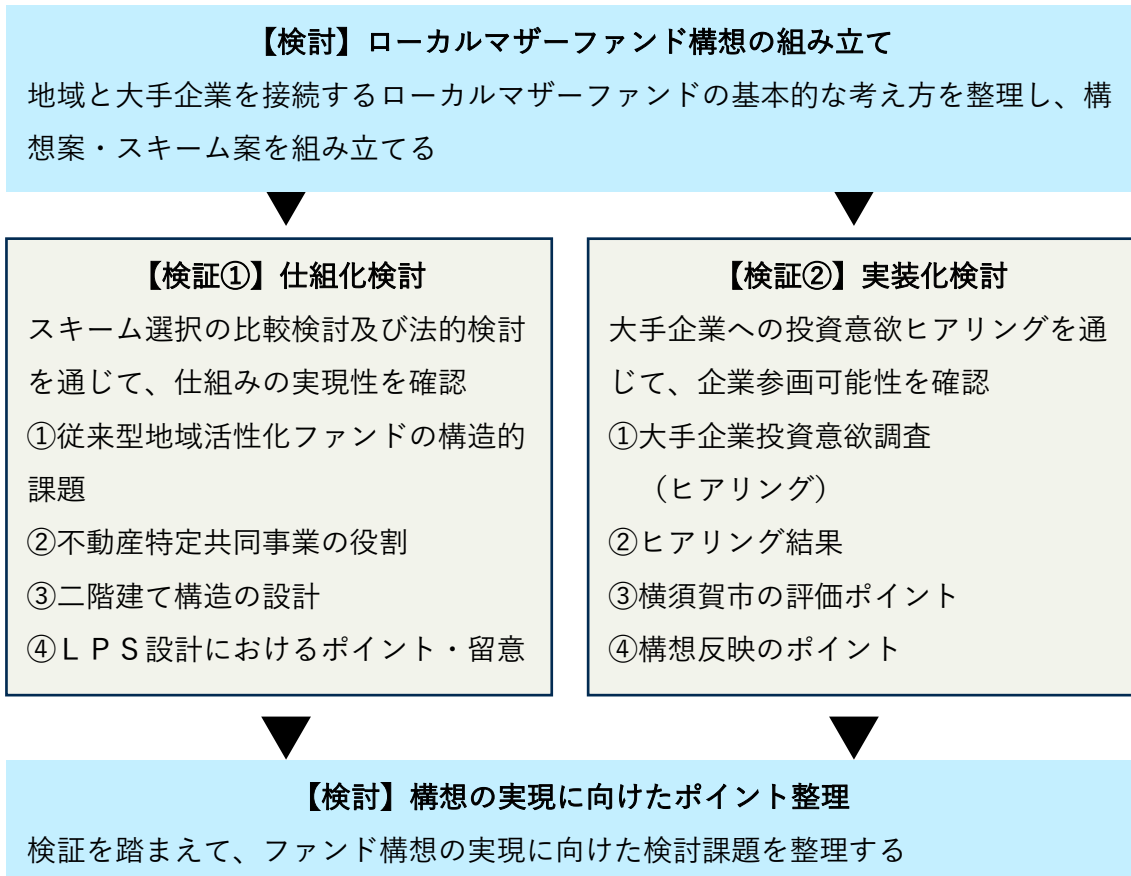 【検討】ローカルマザーファンド構想の組み立て
地域と大手企業を接続するローカルマザーファンドの基本的な考え方を整理し、構
想案・スキーム案を組み立てる
【検証①】仕組化検討
スキーム選択の比較検討及び法的検討
を通じて、仕組みの実現性を確認
①従来型地域活性化ファンドの構造的
課題
②不動産特定共同事業の役割
③二階建て構造の設計
④ＬＰＳ設計におけるポイント・留意
【検証②】実装化検討
大手企業への投資意欲ヒアリングを通
じて、企業参画可能性を確認
①大手企業投資意欲調査
（ヒアリング）
②ヒアリング結果
③横須賀市の評価ポイント
④構想反映のポイント
【検討】構想の実現に向けたポイント整理
検証を踏まえて、ファンド構想の実現に向けた検討課題を整理する